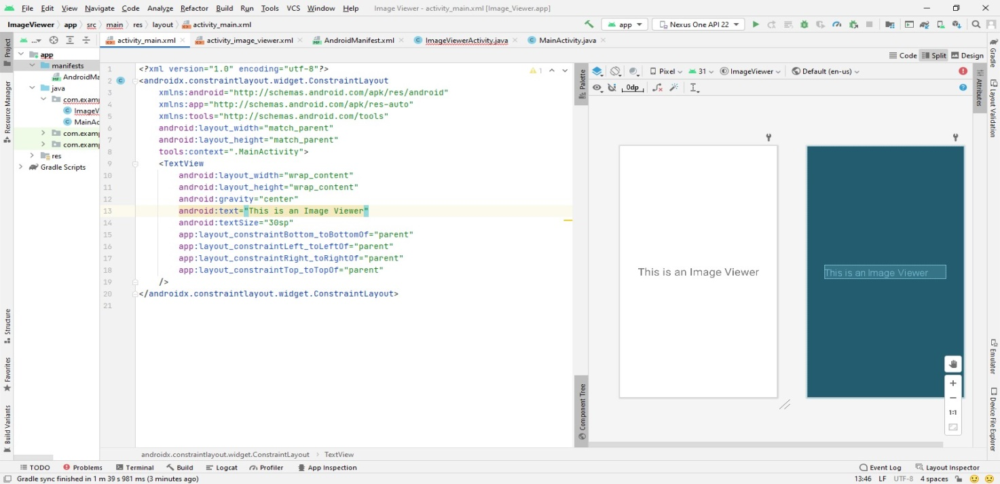 File Edit View Navigate Code Analyze Refactor Build Run Tools VCS Window Help Image Viewer - activity_main.xml [Image_Viewer.app]
ImageViewer app src main res layout activity_main.xml app Nexus One API 22
... activity_main.xml activity_image_viewer.xml AndroidManifest.xml ImageViewerActivity.java MainActivity.java
Code Split Design
Project
Resource Manager
Structure
Favorites
Build Variants
app
manifests
AndroidMa
java
com.examp
ImageV
MainAc
com.examp
com.examp
res
Gradle Scripts
1 <?xml version="1.0" encoding="utf-8"?>
2 <androidx.constraintlayout.widget.ConstraintLayout
3 xmlns:android="http://schemas.android.com/apk/res/android"
4 xmlns:app="http://schemas.android.com/apk/res-auto"
5 xmlns:tools="http://schemas.android.com/tools"
6 android:layout_width="match_parent"
7 android:layout_height="match_parent"
8 tools:context=".MainActivity">
9 <TextView
10 android:layout_width="wrap_content"
11 android:layout_height="wrap_content"
12 android:gravity="center"
13 android:text="This is an Image Viewer"
14 android:textSize="30sp"
15 app:layout_constraintBottom_toBottomOf="parent"
16 app:layout_constraintLeft_toLeftOf="parent"
17 app:layout_constraintRight_toRightOf="parent"
18 app:layout_constraintTop_toTopOf="parent"
19 />
20 </androidx.constraintlayout.widget.ConstraintLayout>
21
1
androidx.constraintlayout.widget.ConstraintLayout TextView
Palette
Component Tree
Pixel 31 ImageViewer Default (en-us)
0dp
This is an Image Viewer
This is an Image Viewer
1:1
Attributes
Gradle
Layout Validation
Emulator
Device File Explorer
TODO Problems Terminal Build Logcat Profiler App Inspection Event Log Layout Inspector
Gradle sync finished in 1 m 39 s 981 ms (3 minutes ago) 13:46 LF UTF-8 4 spaces